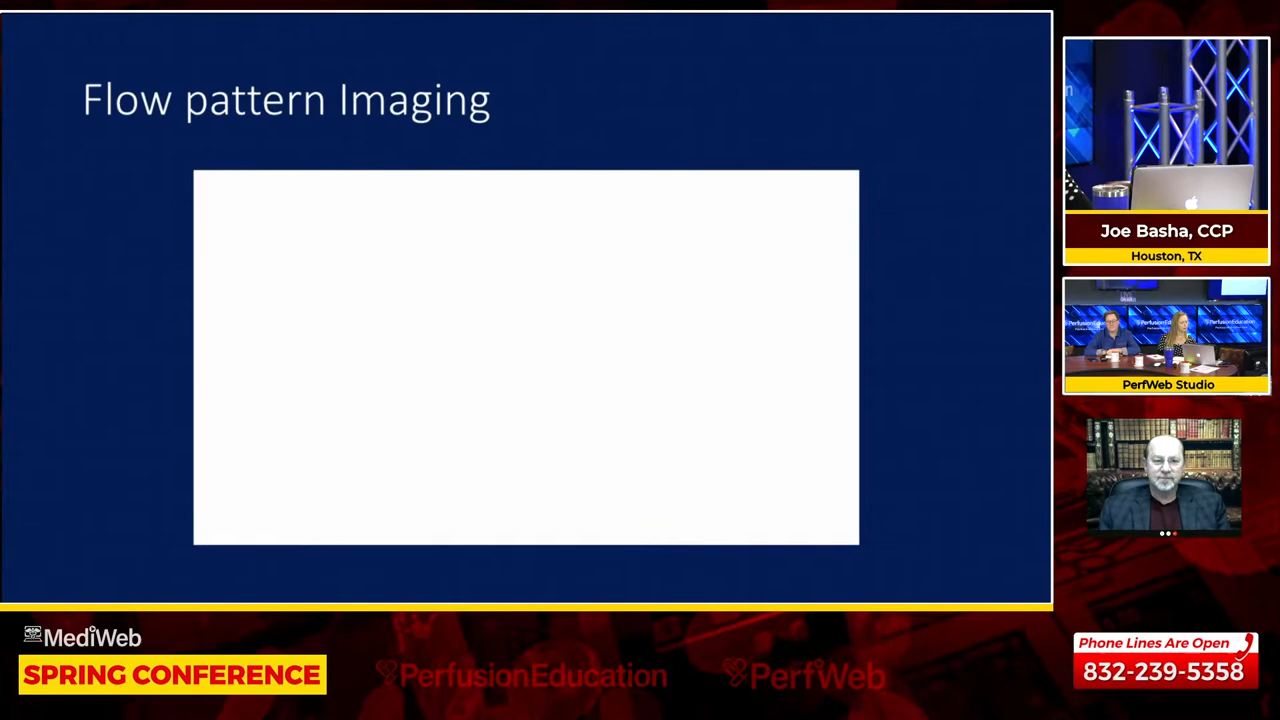 Flow pattern Imaging
Joe Basha, CCP
Houston, TX
PerfusionEducation
PerfWeb Studio
MediWeb
SPRING CONFERENCE
PerfusionEducation
PerfWeb
Phone Lines Are Open
832-239-5358